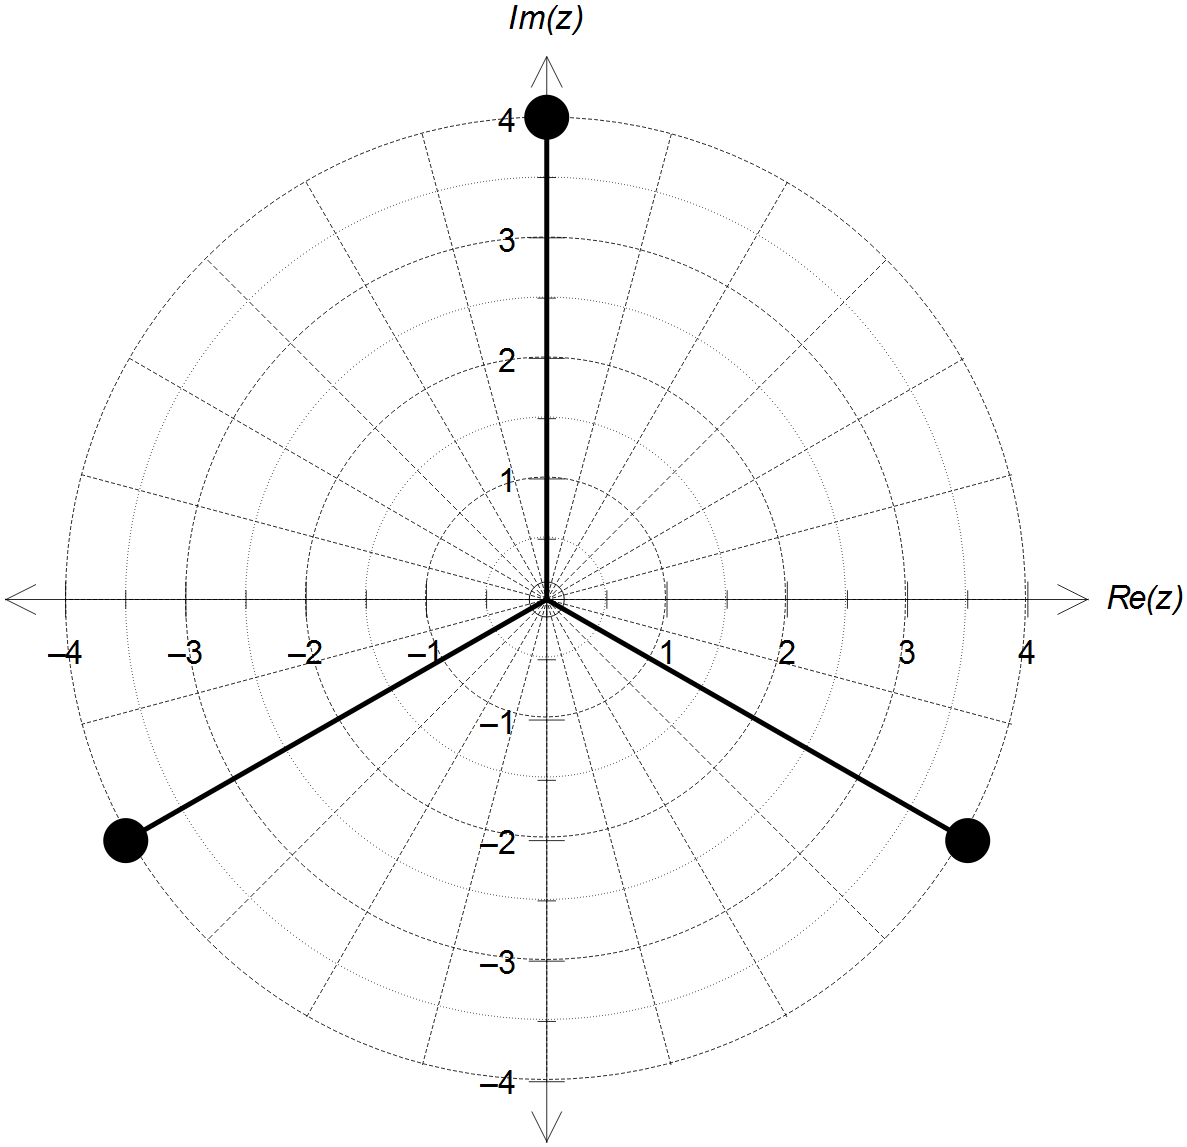 Im(z)
4
3
2
1
Re(z)
–4 –3 –2 –1 1 2 3 4
–1
–2
–3
–4